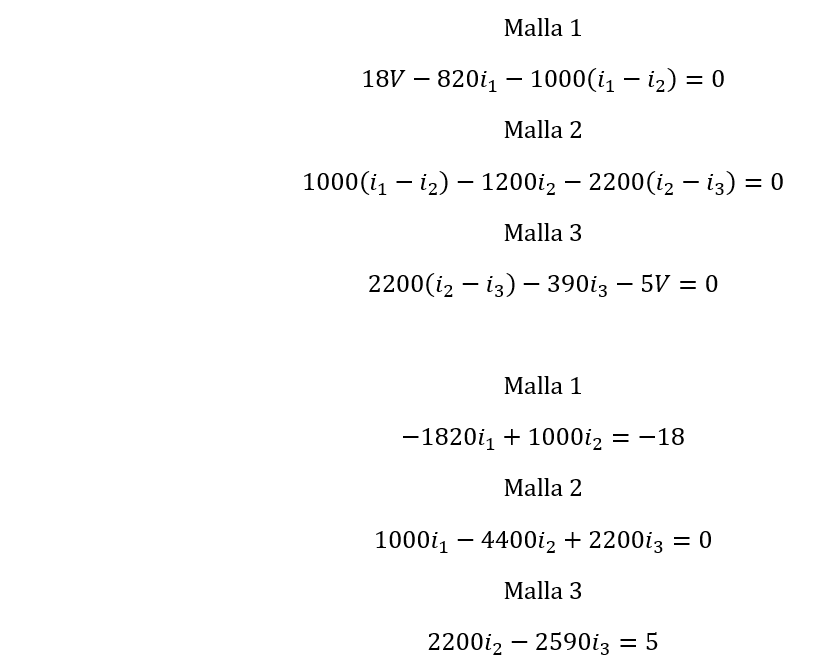 Malla 1
18V − 820i₁ − 1000(i₁ − i₂) = 0
Malla 2
1000(i₁ − i₂) − 1200i₂ − 2200(i₂ − i₃) = 0
Malla 3
2200(i₂ − i₃) − 390i₃ − 5V = 0
Malla 1
−1820i₁ + 1000i₂ = −18
Malla 2
1000i₁ − 4400i₂ + 2200i₃ = 0
Malla 3
2200i₂ − 2590i₃ = 5